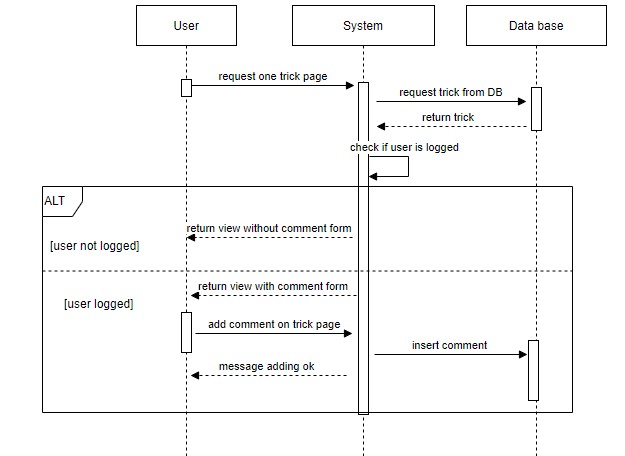 User
System
Data base
request one trick page
request trick from DB
return trick
check if user is logged
ALT
return view without comment form
[user not logged]
return view with comment form
[user logged]
add comment on trick page
insert comment
message adding ok